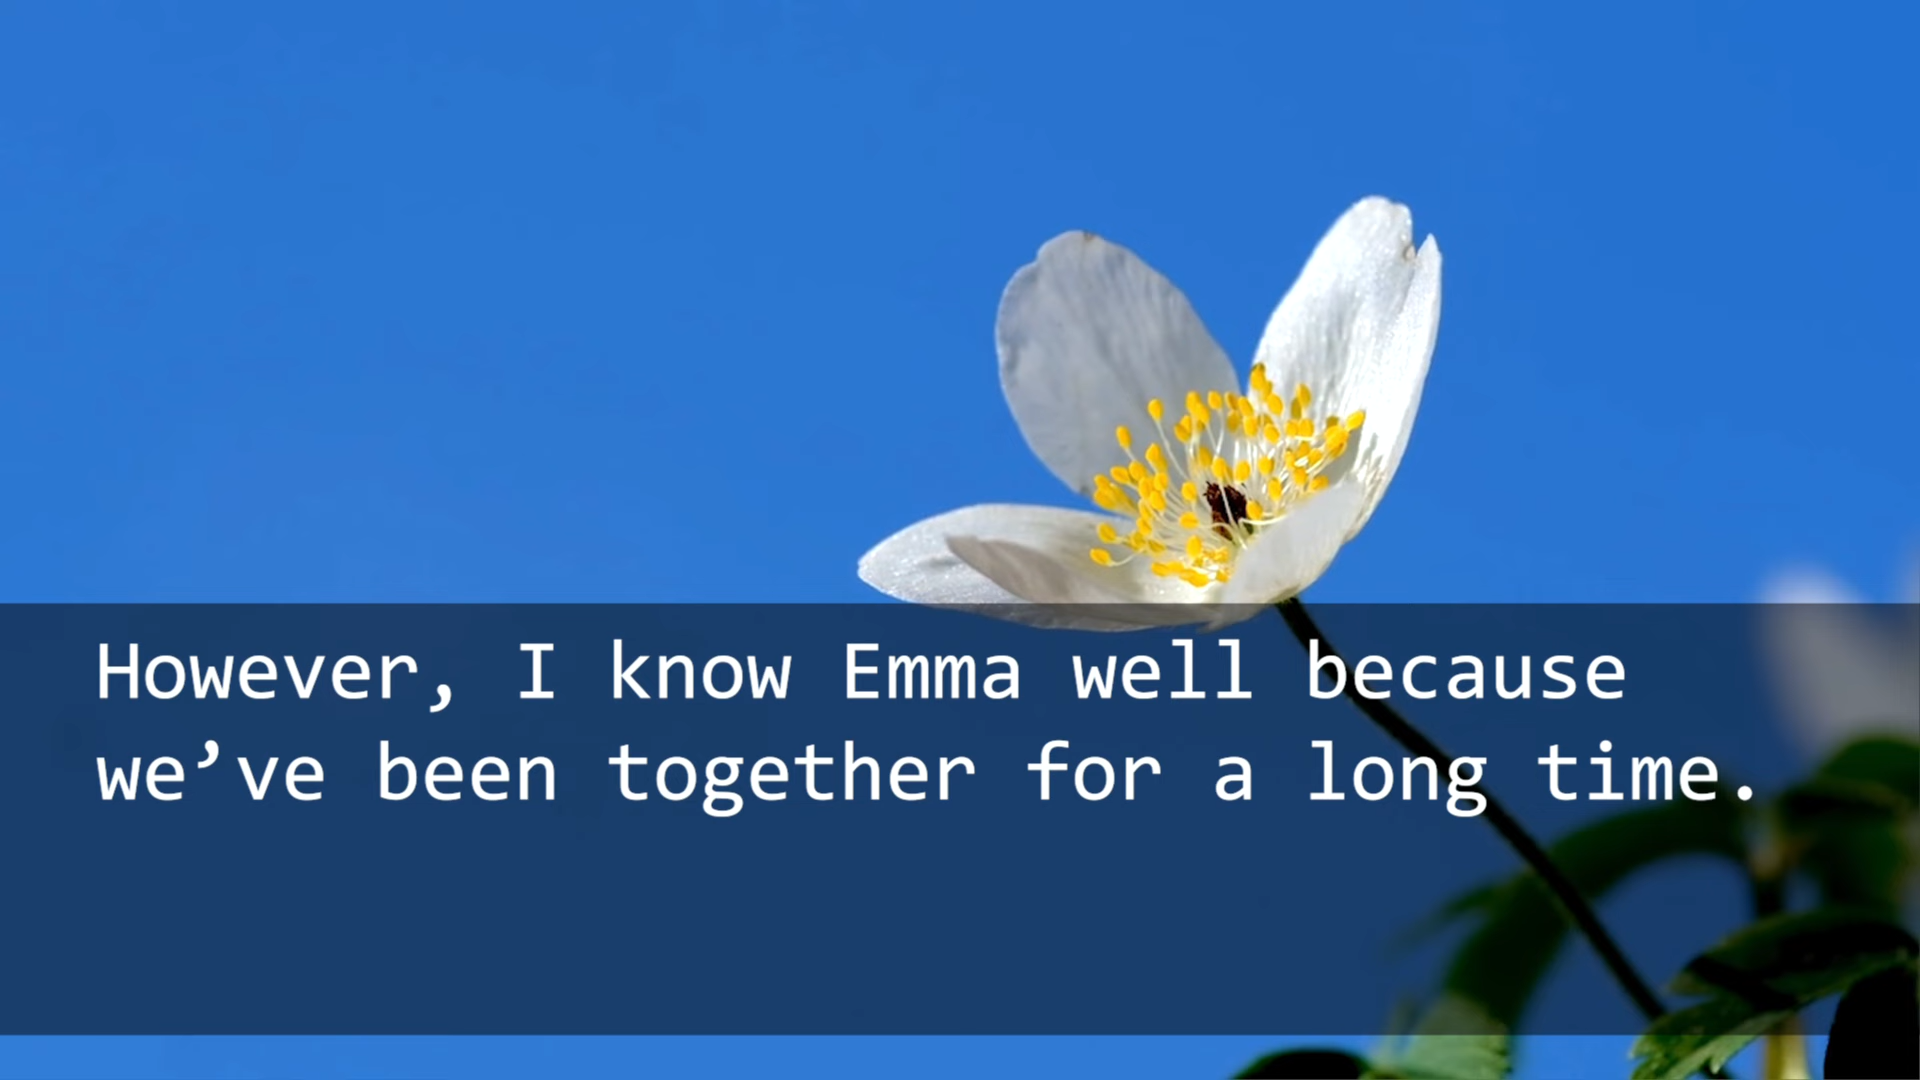 However, I know Emma well because
we’ve been together for a long time.